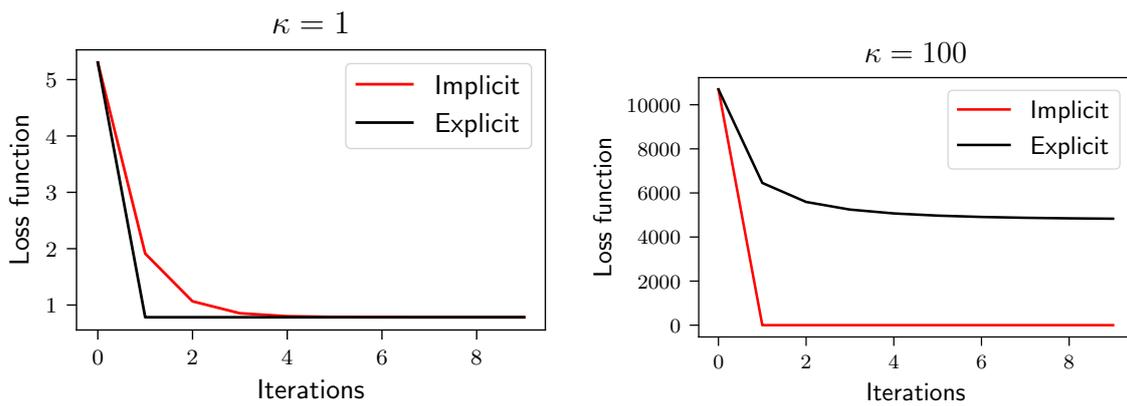 κ = 1
5
4
3
2
1
Loss function
Implicit
Explicit
0 2 4 6 8
Iterations
κ = 100
10000
8000
6000
4000
2000
0
Loss function
Implicit
Explicit
0 2 4 6 8
Iterations